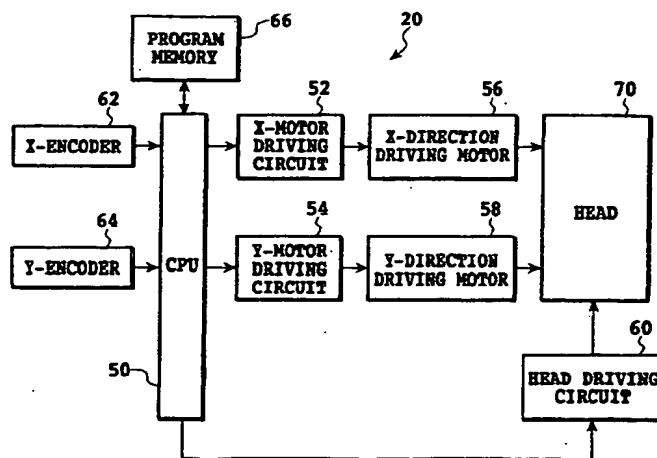 PROGRAM
MEMORY
66
20
62
X-ENCODER
52
X-MOTOR
DRIVING
CIRCUIT
56
X-DIRECTION
DRIVING MOTOR
70
HEAD
64
Y-ENCODER
CPU
54
Y-MOTOR
DRIVING
CIRCUIT
58
Y-DIRECTION
DRIVING MOTOR
50
60
HEAD DRIVING
CIRCUIT